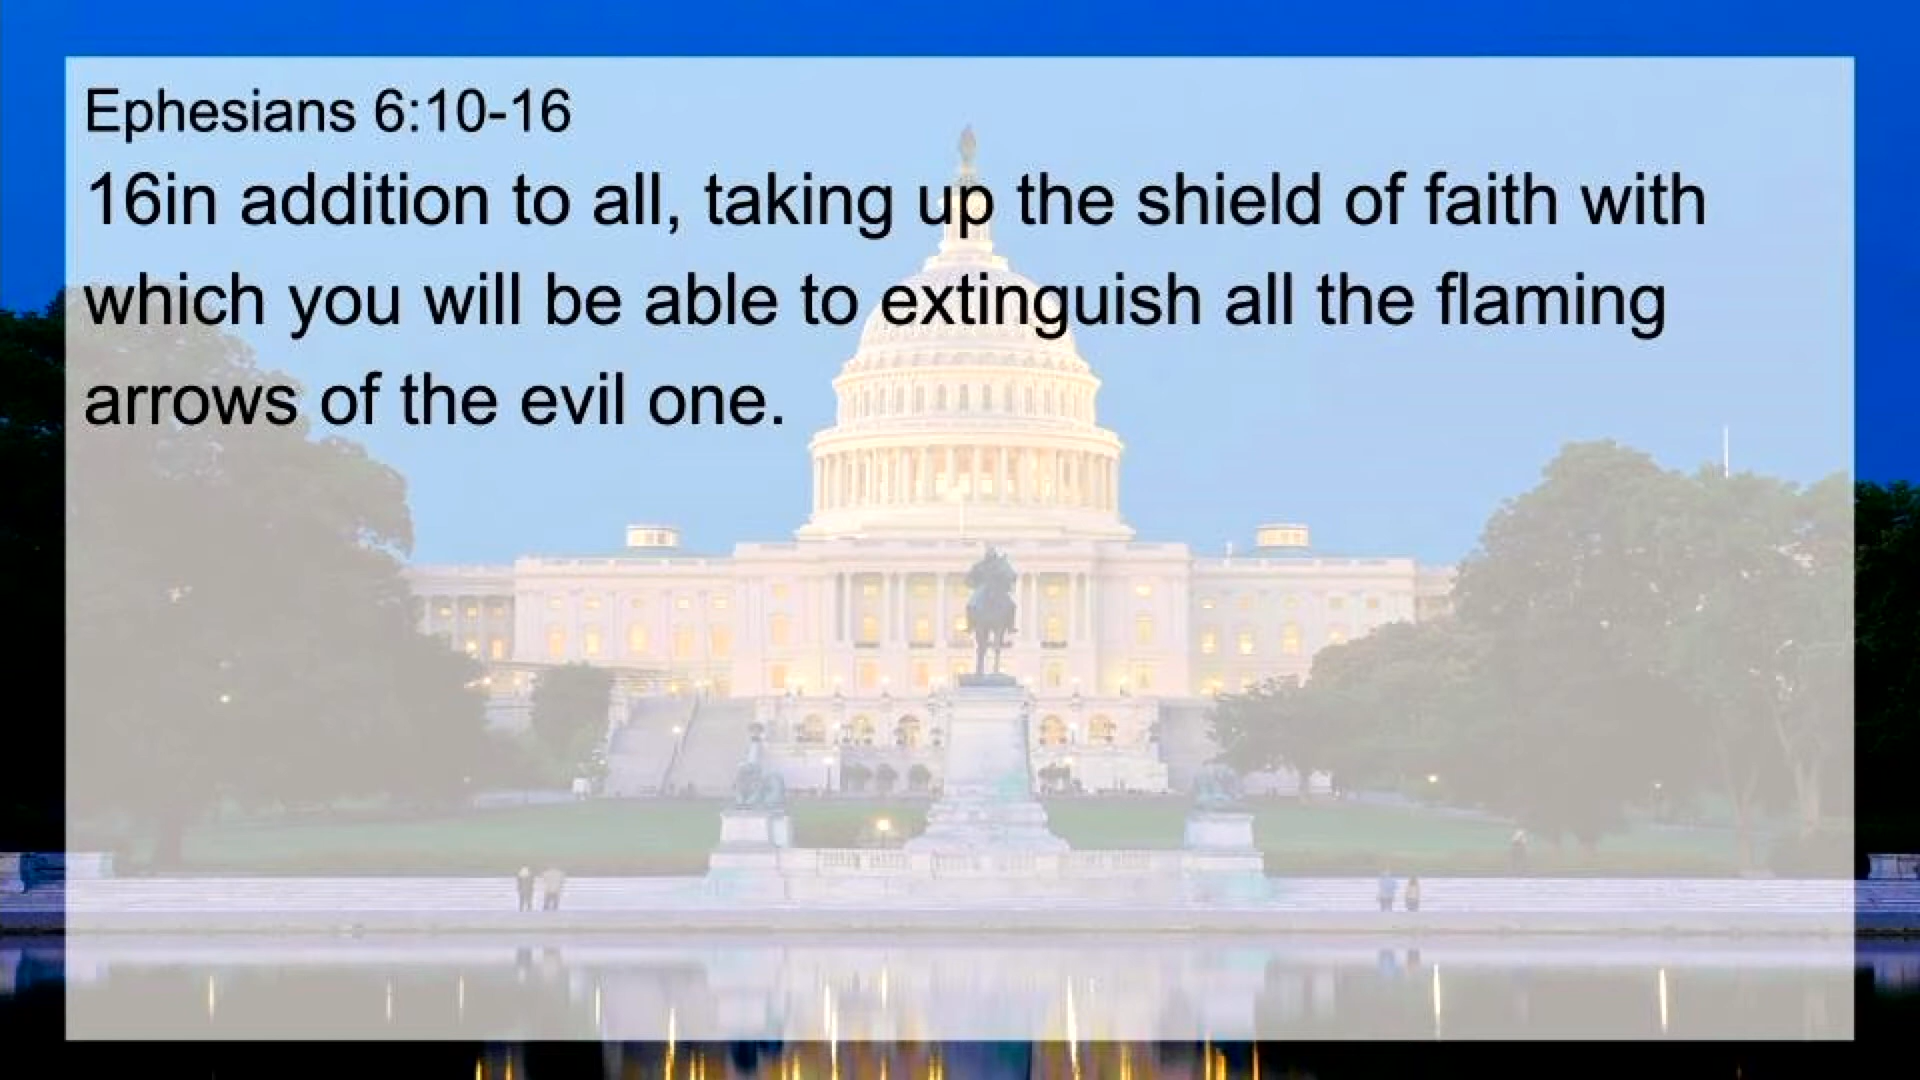 Ephesians 6:10-16
16in addition to all, taking up the shield of faith with
which you will be able to extinguish all the flaming
arrows of the evil one.